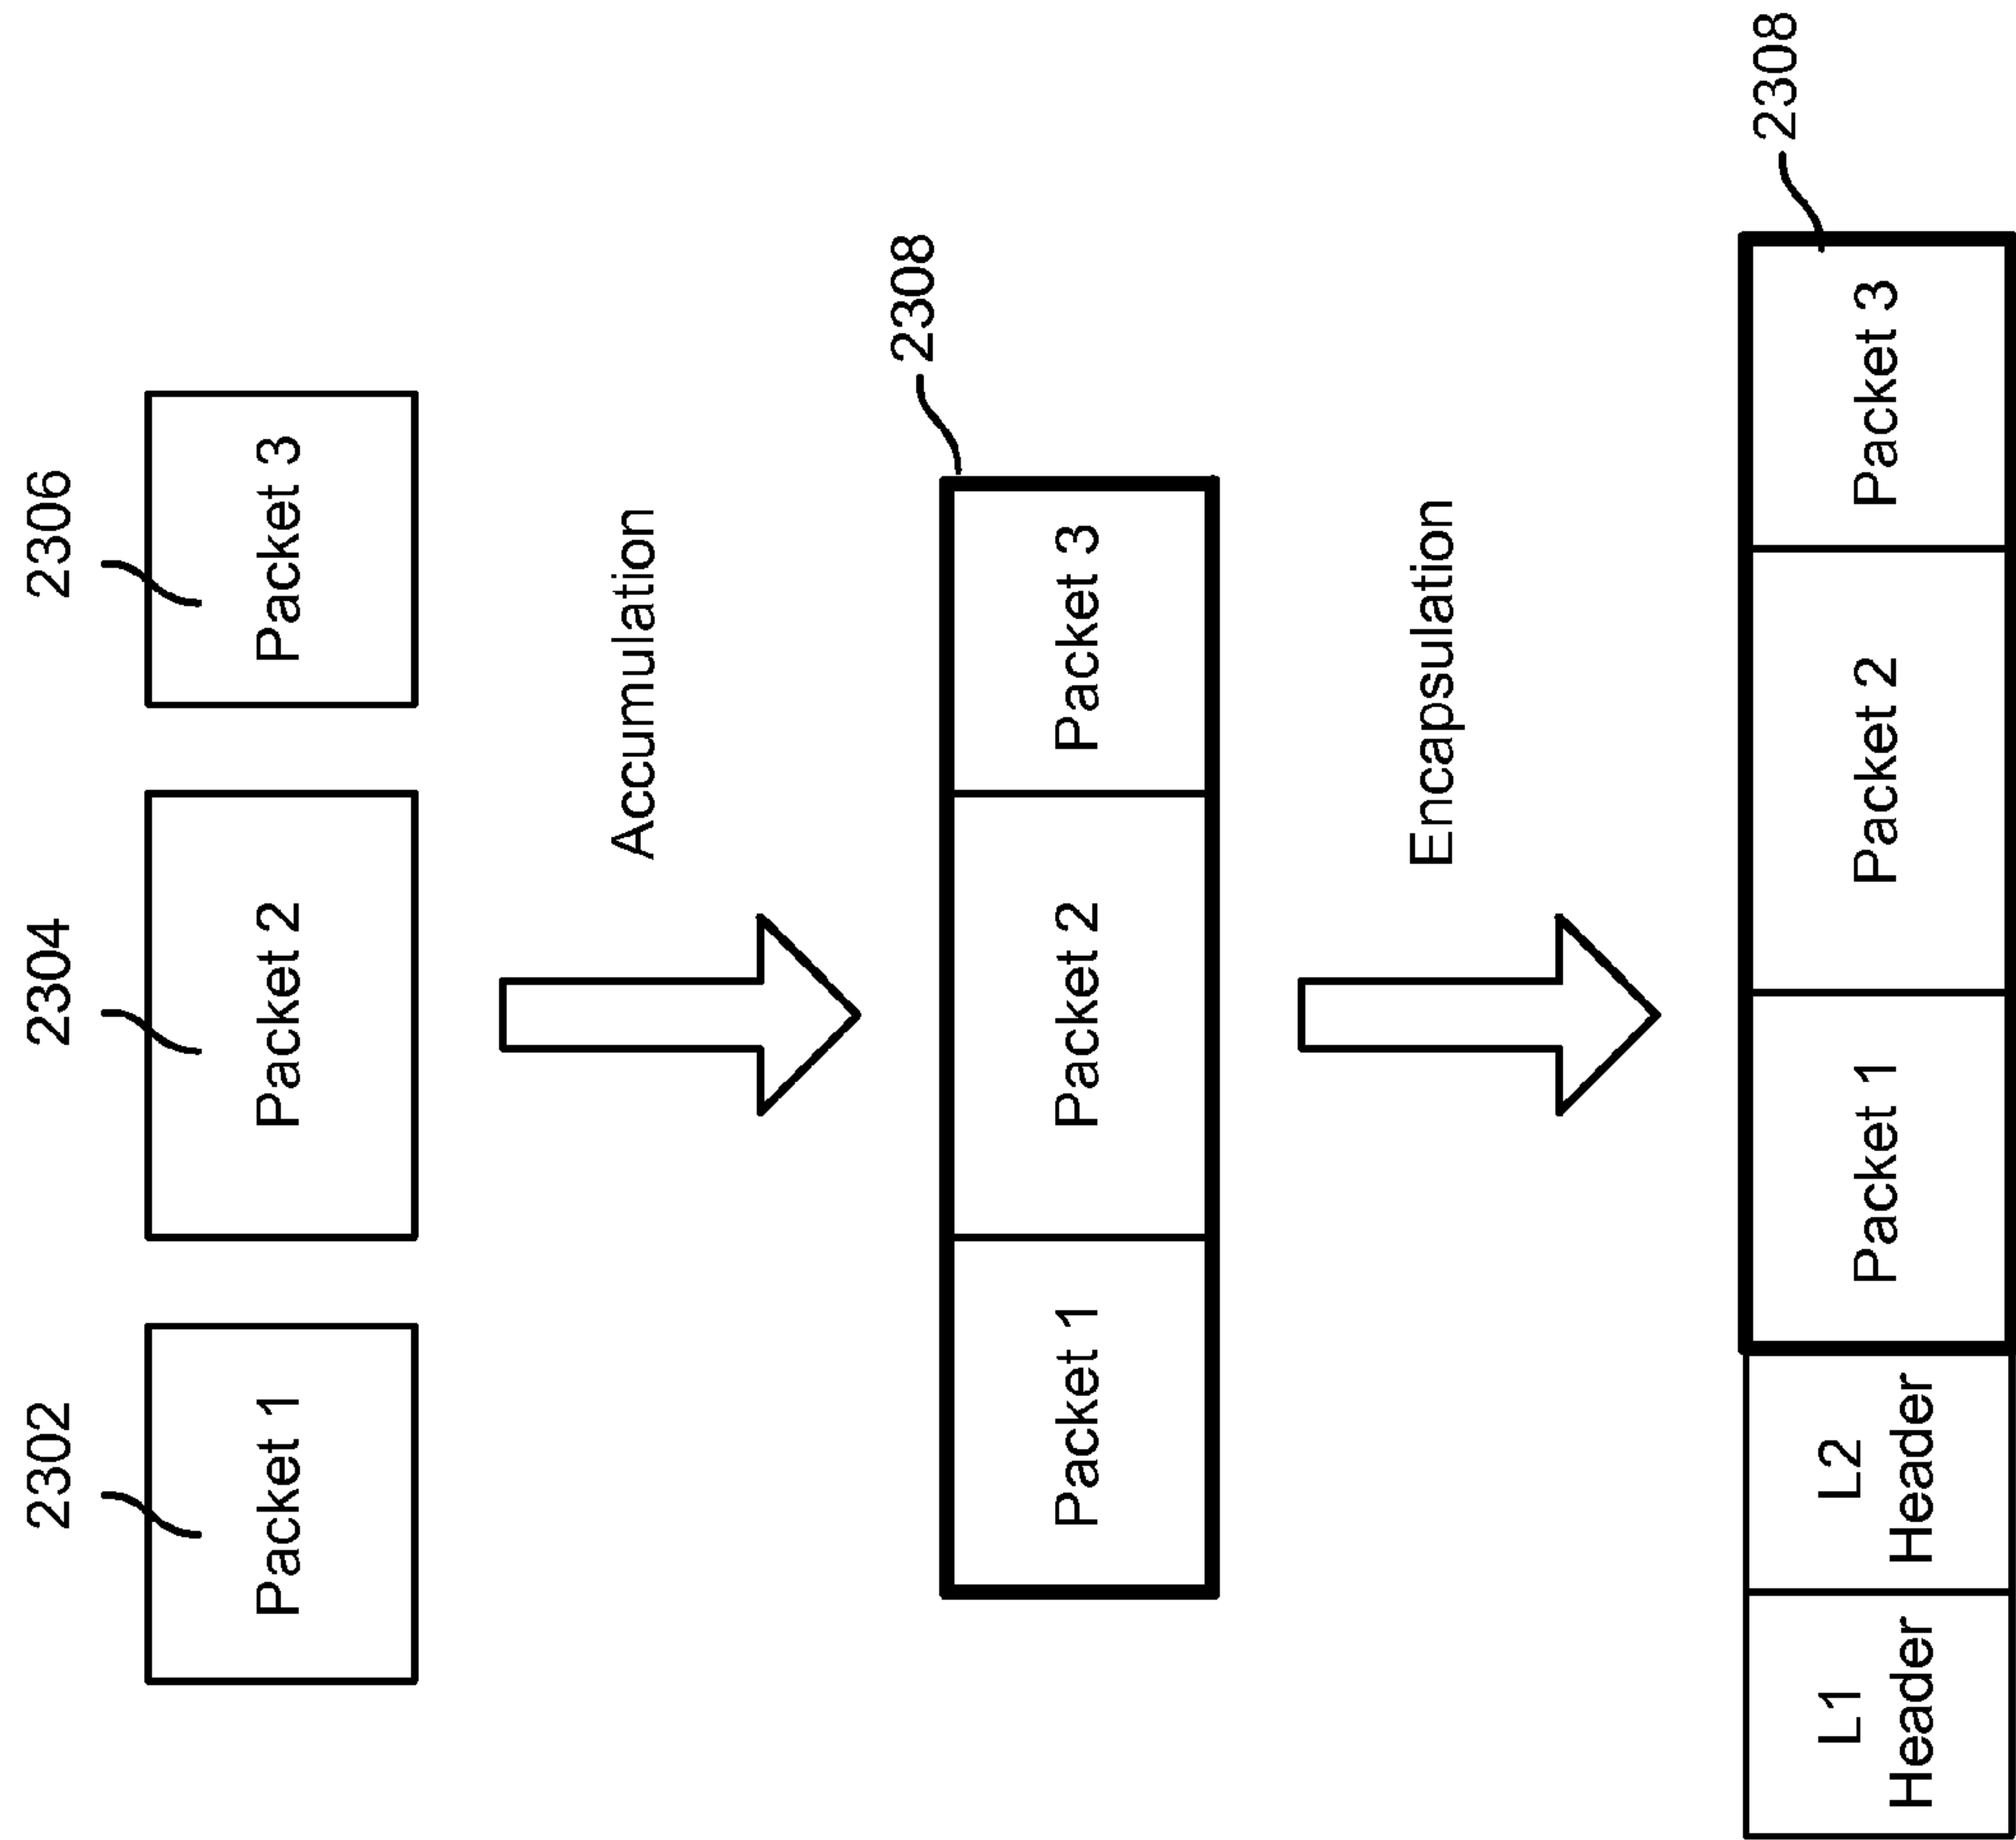 2302
2304
2306
Packet 1
Packet 2
Packet 3
Accumulation
2308
Packet 1
Packet 2
Packet 3
Encapsulation
2308
L1
Header
L2
Header
Packet 1
Packet 2
Packet 3